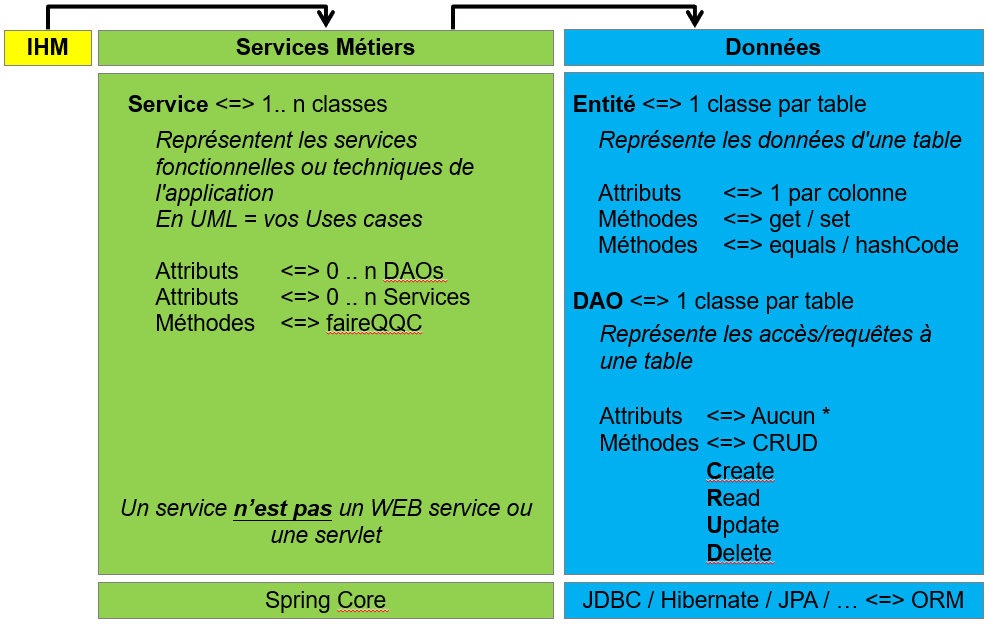 IHM
Services Métiers
Données
Service <=> 1.. n classes
Représentent les services
fonctionnelles ou techniques de
l'application
En UML = vos Uses cases
Attributs <=> 0 .. n DAOs
Attributs <=> 0 .. n Services
Méthodes <=> faireQQC
Un service n'est pas un WEB service ou
une servlet
Spring Core
Entité <=> 1 classe par table
Représente les données d'une table
Attributs <=> 1 par colonne
Méthodes <=> get / set
Méthodes <=> equals / hashCode
DAO <=> 1 classe par table
Représente les accès/requêtes à
une table
Attributs <=> Aucun *
Méthodes <=> CRUD
Create
Read
Update
Delete
JDBC / Hibernate / JPA / … <=> ORM